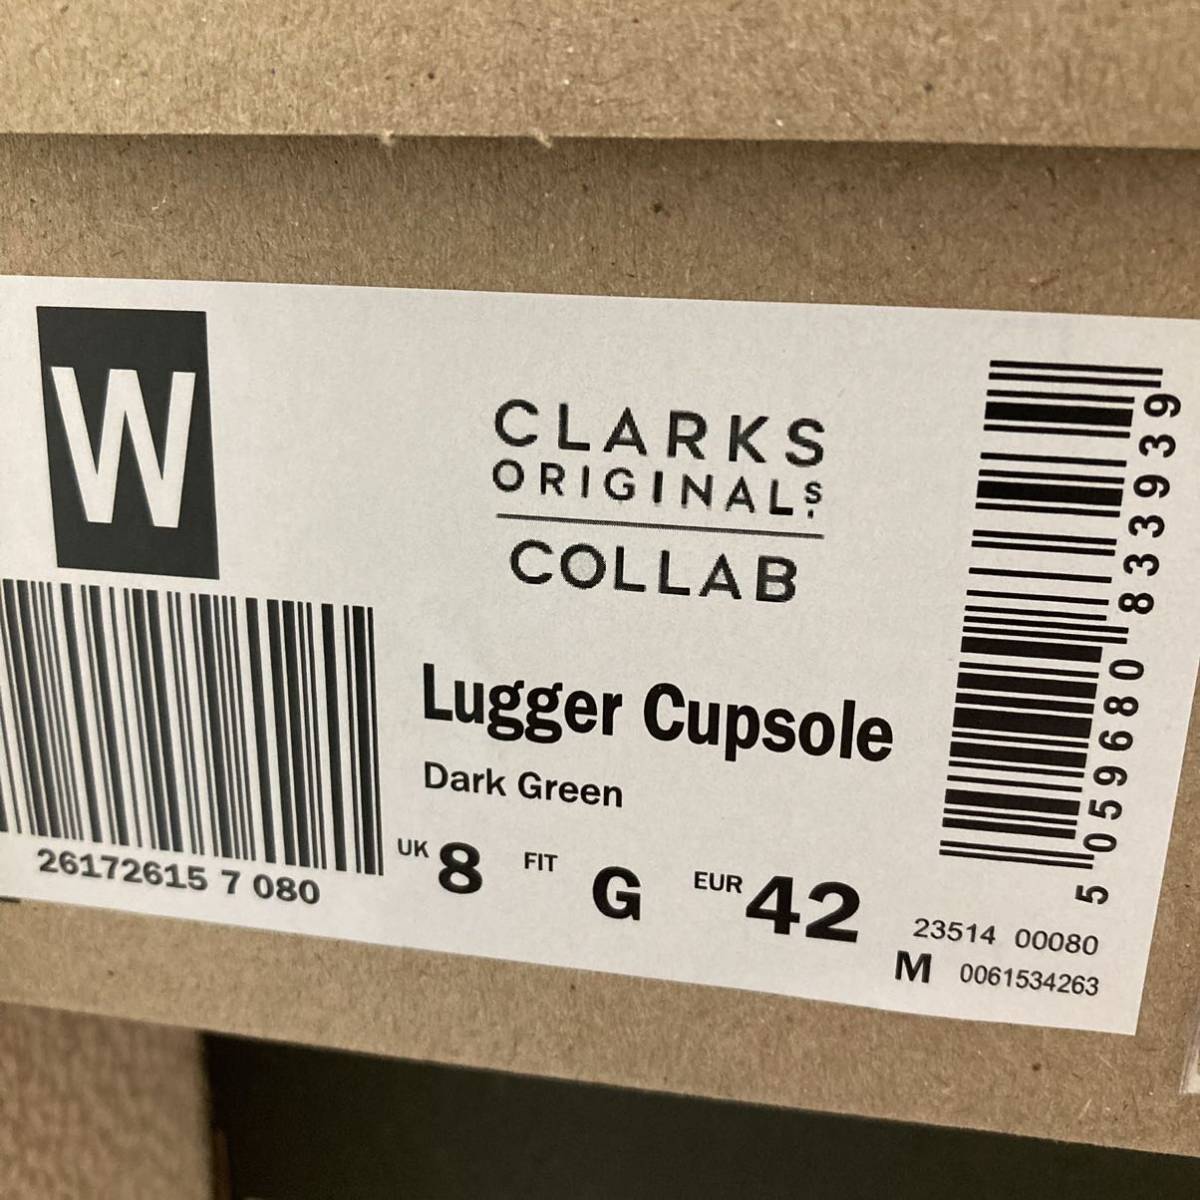 W
CLARKS
ORIGINALS.
COLLAB
Lugger Cupsole
Dark Green
UK 8 FIT G EUR 42
26172615 7 080
5 059680 833939
23514 00080
M 0061534263